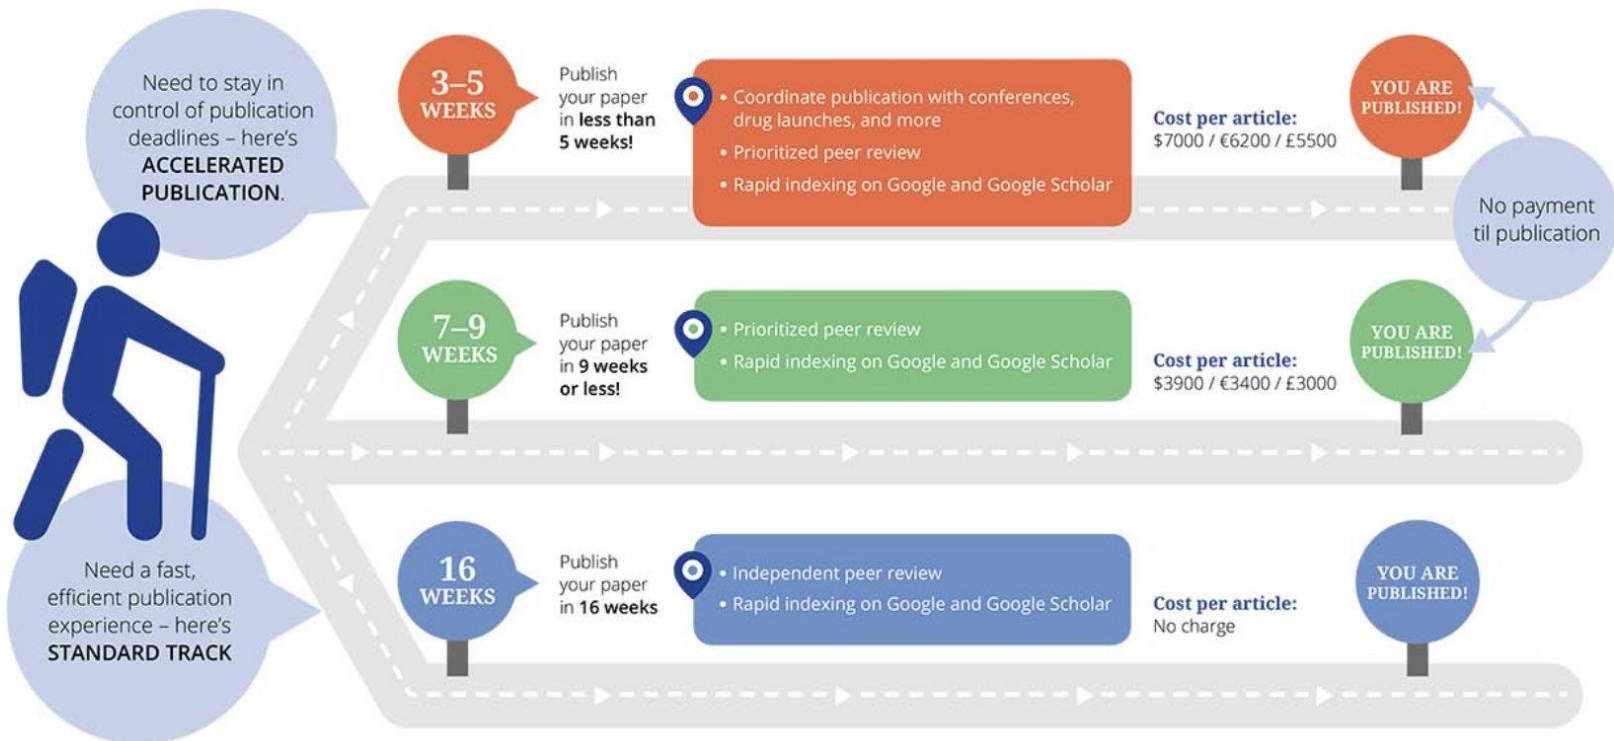 Need to stay in
control of publication
deadlines – here's
ACCELERATED
PUBLICATION.
3–5
WEEKS
Publish
your paper
in less than
5 weeks!
• Coordinate publication with conferences,
drug launches, and more
• Prioritized peer review
• Rapid indexing on Google and Google Scholar
Cost per article:
$7000 / €6200 / £5500
YOU ARE
PUBLISHED!
No payment
til publication
7–9
WEEKS
Publish
your paper
in 9 weeks
or less!
• Prioritized peer review
• Rapid indexing on Google and Google Scholar
Cost per article:
$3900 / €3400 / £3000
YOU ARE
PUBLISHED!
Need a fast,
efficient publication
experience – here's
STANDARD TRACK
16
WEEKS
Publish
your paper
in 16 weeks
• Independent peer review
• Rapid indexing on Google and Google Scholar
Cost per article:
No charge
YOU ARE
PUBLISHED!